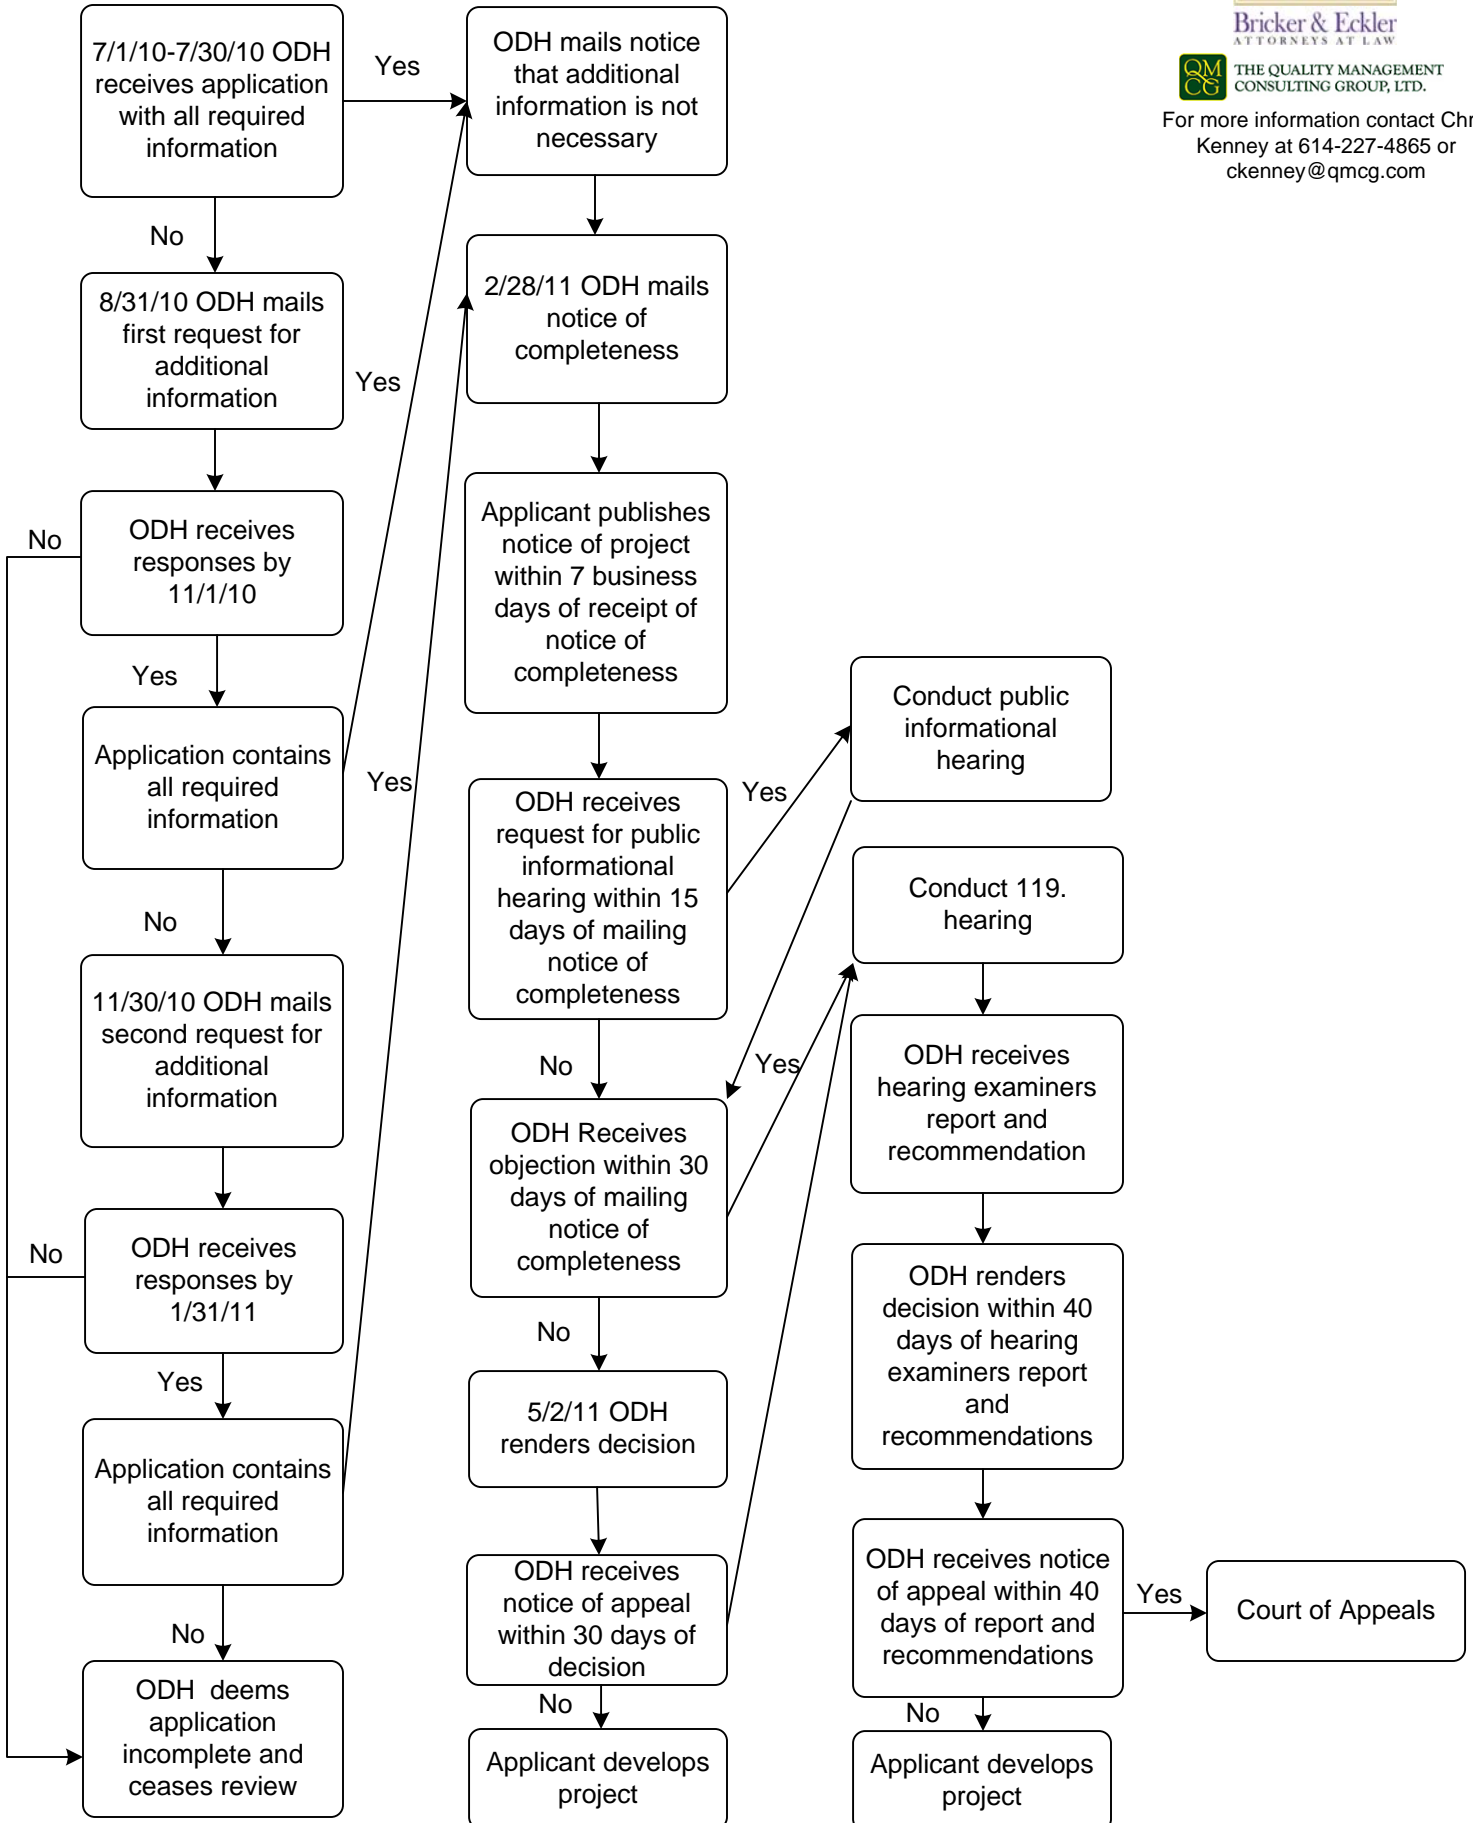 7/1/10-7/30/10 ODH
receives application
with all required
information
Yes
ODH mails notice
that additional
information is not
necessary
Bricker & Eckler
ATTORNEYS AT LAW
QM
CG
THE QUALITY MANAGEMENT
CONSULTING GROUP, LTD.
For more information contact Chr
Kenney at 614-227-4865 or
ckenney@qmcg.com
No
8/31/10 ODH mails
first request for
additional
information
Yes
2/28/11 ODH mails
notice of
completeness
No
ODH receives
responses by
11/1/10
Applicant publishes
notice of project
within 7 business
days of receipt of
notice of
completeness
Yes
Application contains
all required
information
Yes
ODH receives
request for public
informational
hearing within 15
days of mailing
notice of
completeness
Yes
Conduct public
informational
hearing
No
11/30/10 ODH mails
second request for
additional
information
No
Yes
Conduct 119.
hearing
ODH Receives
objection within 30
days of mailing
notice of
completeness
ODH receives
hearing examiners
report and
recommendation
No
ODH receives
responses by
1/31/11
No
ODH renders
decision within 40
days of hearing
examiners report
and
recommendations
Yes
Application contains
all required
information
5/2/11 ODH
renders decision
No
ODH receives
notice of appeal
within 30 days of
decision
ODH receives notice
of appeal within 40
days of report and
recommendations
Yes
Court of Appeals
ODH deems
application
incomplete and
ceases review
No
Applicant develops
project
No
Applicant develops
project